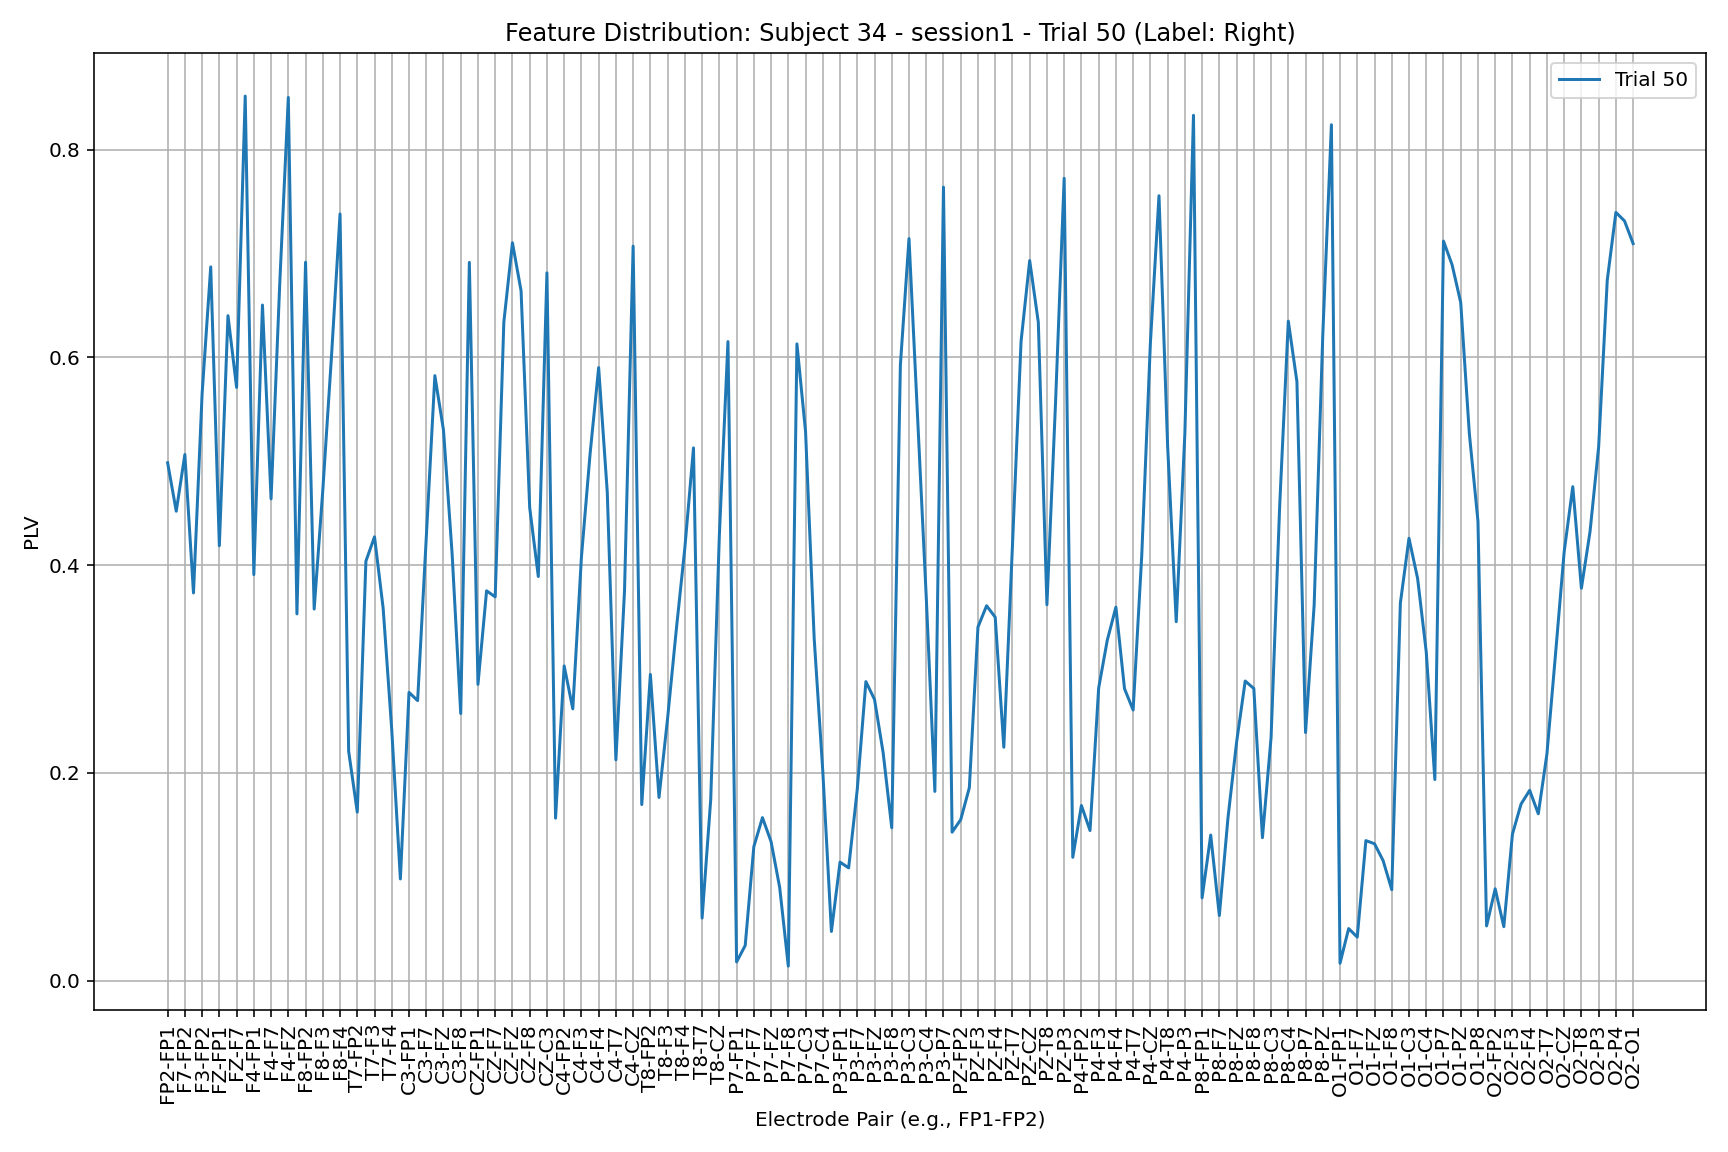 Feature Distribution: Subject 34 - session1 - Trial 50 (Label: Right)
Trial 50
PLV
0.8
0.6
0.4
0.2
0.0
FP2-FP1
F7-FP2
F3-FP2
FZ-FP1
FZ-F7
F4-FP1
F4-F7
F4-FZ
F8-FP2
F8-F3
F8-F4
T7-FP2
T7-F3
T7-F4
C3-FP1
C3-F7
C3-FZ
C3-F8
CZ-FP1
CZ-F7
CZ-FZ
CZ-F8
CZ-C3
C4-FP2
C4-F3
C4-F4
C4-T7
C4-CZ
T8-FP2
T8-F3
T8-F4
T8-T7
T8-CZ
P7-FP1
P7-F7
P7-FZ
P7-F8
P7-C3
P7-C4
P3-FP1
P3-F7
P3-FZ
P3-F8
P3-C3
P3-C4
P3-P7
PZ-FP2
PZ-F3
PZ-F4
PZ-T7
PZ-CZ
PZ-T8
PZ-P3
P4-FP2
P4-F3
P4-F4
P4-T7
P4-CZ
P4-T8
P4-P3
P8-FP1
P8-F7
P8-FZ
P8-F8
P8-C3
P8-C4
P8-P7
P8-PZ
O1-FP1
O1-F7
O1-FZ
O1-F8
O1-C3
O1-C4
O1-P7
O1-PZ
O1-P8
O2-FP2
O2-F3
O2-F4
O2-T7
O2-CZ
O2-T8
O2-P3
O2-P4
O2-O1
Electrode Pair (e.g., FP1-FP2)